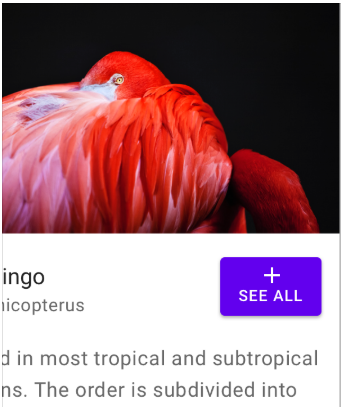 ingo
SEE ALL
nicopterus
d in most tropical and subtropical
ns. The order is subdivided into